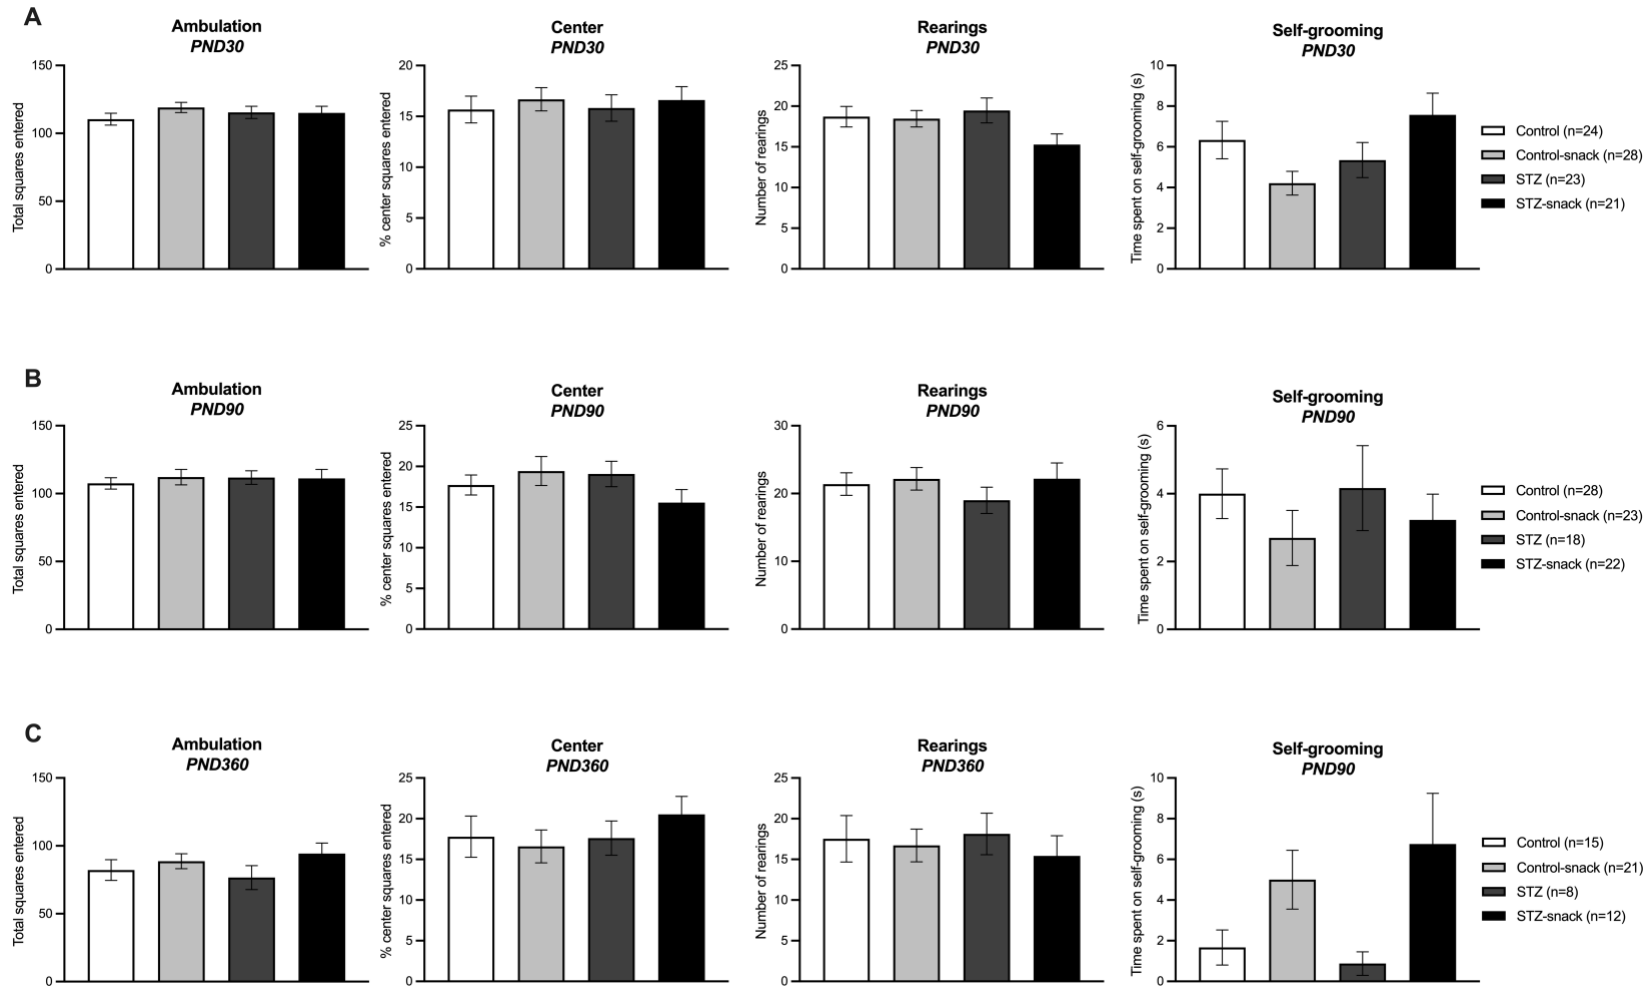 A
Ambulation
PND30
Total squares entered
150
100
50
0
Center
PND30
% center squares entered
20
15
10
5
0
Rearings
PND30
Number of rearings
25
20
15
10
5
0
Self-grooming
PND30
Time spent on self-grooming (s)
10
8
6
4
2
0
Control (n=24)
Control-snack (n=28)
STZ (n=23)
STZ-snack (n=21)
B
Ambulation
PND90
Total squares entered
150
100
50
0
Center
PND90
% center squares entered
25
20
15
10
5
0
Rearings
PND90
Number of rearings
30
20
10
0
Self-grooming
PND90
Time spent on self-grooming (s)
6
4
2
0
Control (n=28)
Control-snack (n=23)
STZ (n=18)
STZ-snack (n=22)
C
Ambulation
PND360
Total squares entered
150
100
50
0
Center
PND360
% center squares entered
25
20
15
10
5
0
Rearings
PND360
Number of rearings
25
20
15
10
5
0
Self-grooming
PND90
Time spent on self-grooming (s)
10
8
6
4
2
0
Control (n=15)
Control-snack (n=21)
STZ (n=8)
STZ-snack (n=12)